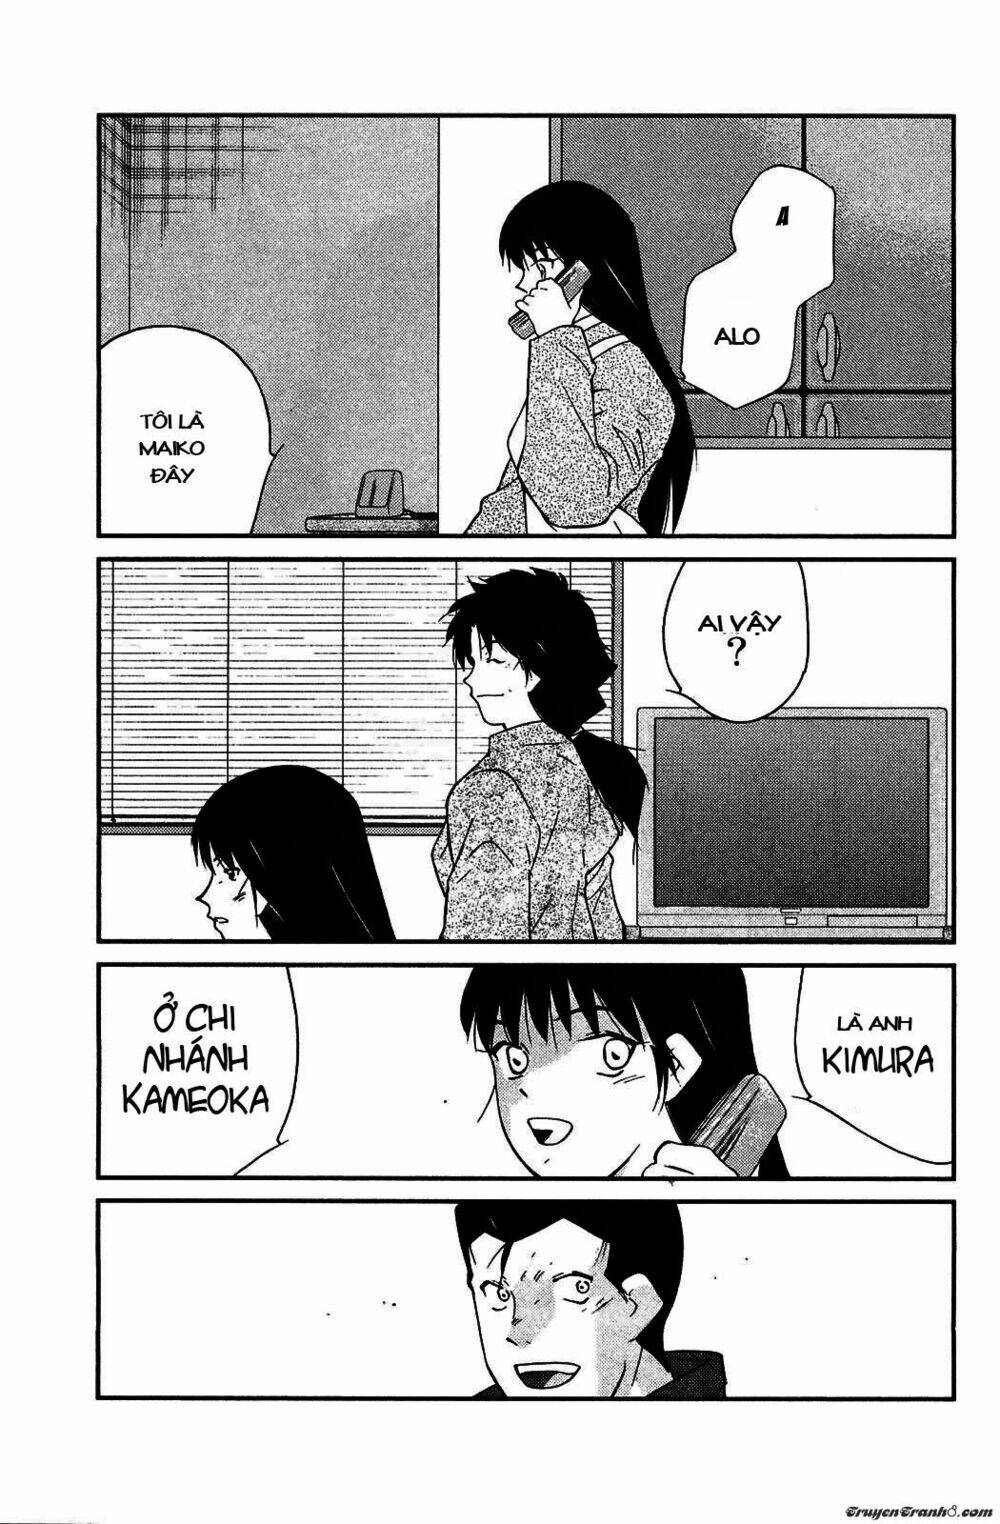 A
ALO
TÔI LÀ
MAIKO
ĐÂY
AI VẬY
?
LÀ ANH
KIMURA
Ở CHI
NHÁNH
KAMEOKA
TruyenTranh8.com